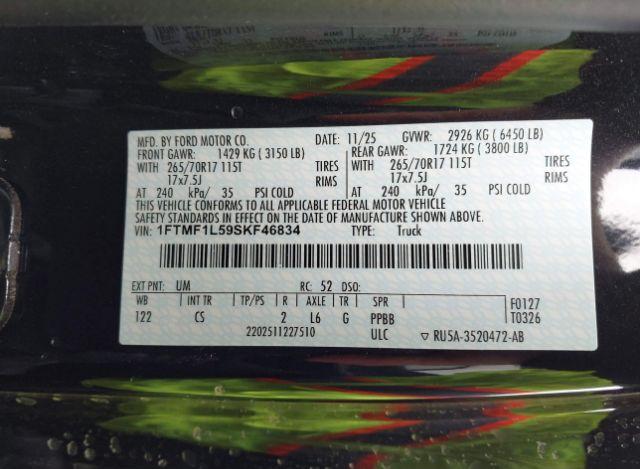 MFD. BY FORD MOTOR CO. DATE: 11/25 GVWR: 2926 KG ( 6450 LB)
FRONT GAWR: 1429 KG ( 3150 LB) REAR GAWR: 1724 KG ( 3800 LB)
WITH 265/70R17 115T TIRES WITH 265/70R17 115T TIRES
17x7.5J RIMS 17x7.5J RIMS
AT 240 kPa/ 35 PSI COLD AT 240 kPa/ 35 PSI COLD
THIS VEHICLE CONFORMS TO ALL APPLICABLE FEDERAL MOTOR VEHICLE
SAFETY STANDARDS IN EFFECT ON THE DATE OF MANUFACTURE SHOWN ABOVE.
VIN: 1FTMF1L59SKF46834 TYPE: Truck
EXT PNT: UM RC: 52 DSO:
WB INT TR TP/PS R AXLE TR SPR F0127
122 CS 2 L6 G PPBB T0326
2202511227510 ULC ▽ RU5A-3520472-AB